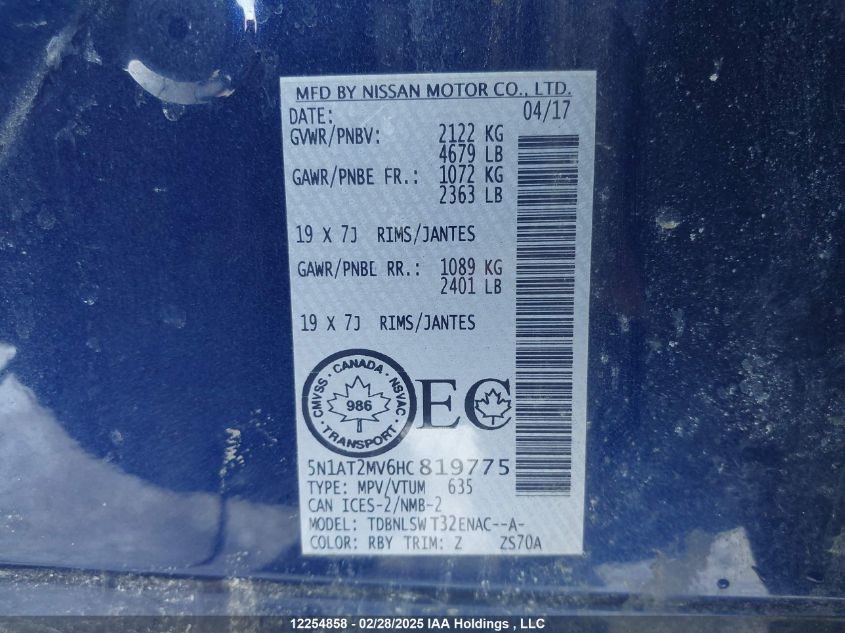 MFD BY NISSAN MOTOR CO., LTD.
DATE: 04/17
GVWR/PNBV: 2122 KG
4679 LB
GAWR/PNBE FR.: 1072 KG
2363 LB
19 X 7J RIMS/JANTES
GAWR/PNBE RR.: 1089 KG
2401 LB
19 X 7J RIMS/JANTES
CMVSS · CANADA · NSVAC
986
· TRANSPORT ·
EC
5N1AT2MV6HC819775
TYPE: MPV/VTUM 635
CAN ICES-2/NMB-2
MODEL: TDBNLSWT32ENAC--A-
COLOR: RBY TRIM: Z ZS70A
12254858 - 02/28/2025 IAA Holdings , LLC